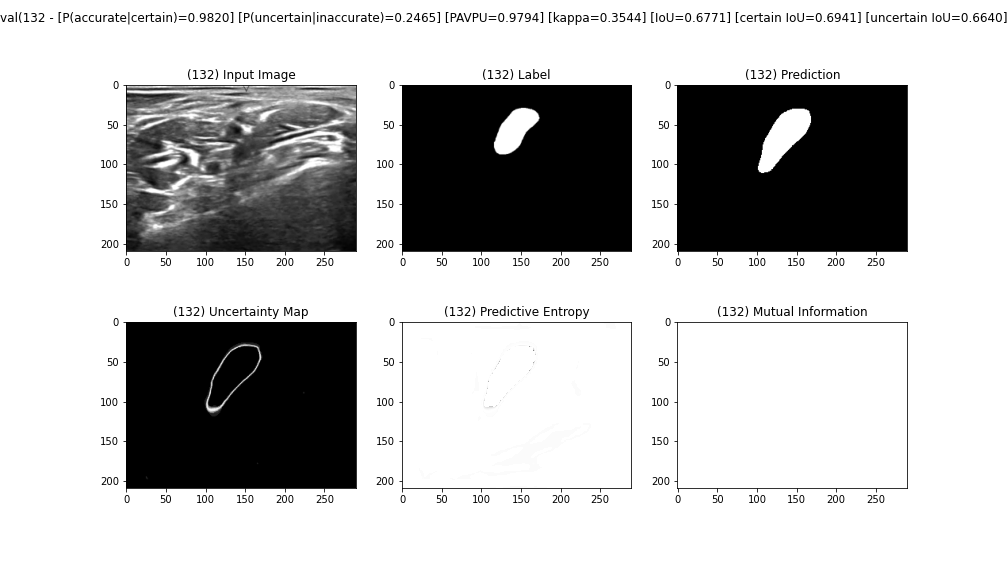 val(132 - [P(accurate|certain)=0.9820] [P(uncertain|inaccurate)=0.2465] [PAVPU=0.9794] [kappa=0.3544] [IoU=0.6771] [certain IoU=0.6941] [uncertain IoU=0.6640]
(132) Input Image
(132) Label
(132) Prediction
0
50
100
150
200
0 50 100 150 200 250
0
50
100
150
200
0 50 100 150 200 250
0
50
100
150
200
0 50 100 150 200 250
(132) Uncertainty Map
(132) Predictive Entropy
(132) Mutual Information
0
50
100
150
200
0 50 100 150 200 250
0
50
100
150
200
0 50 100 150 200 250
0
50
100
150
200
0 50 100 150 200 250